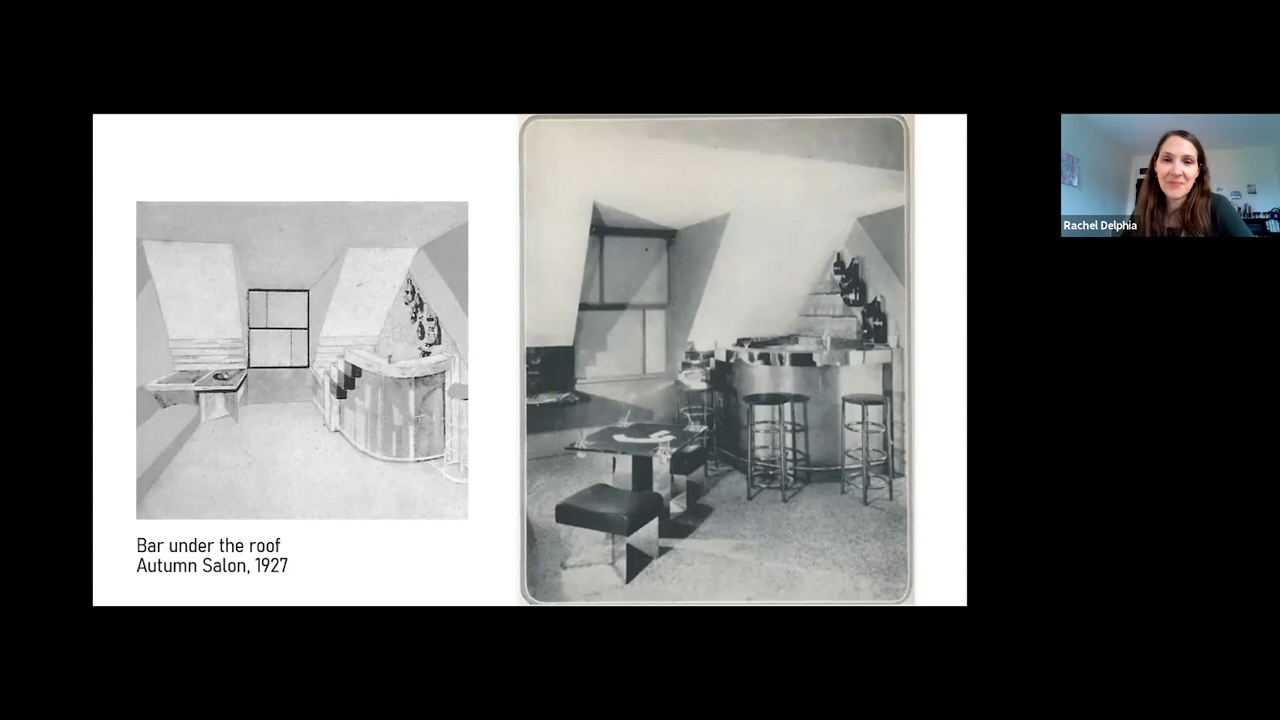 Bar under the roof
Autumn Salon, 1927
Rachel Delphia